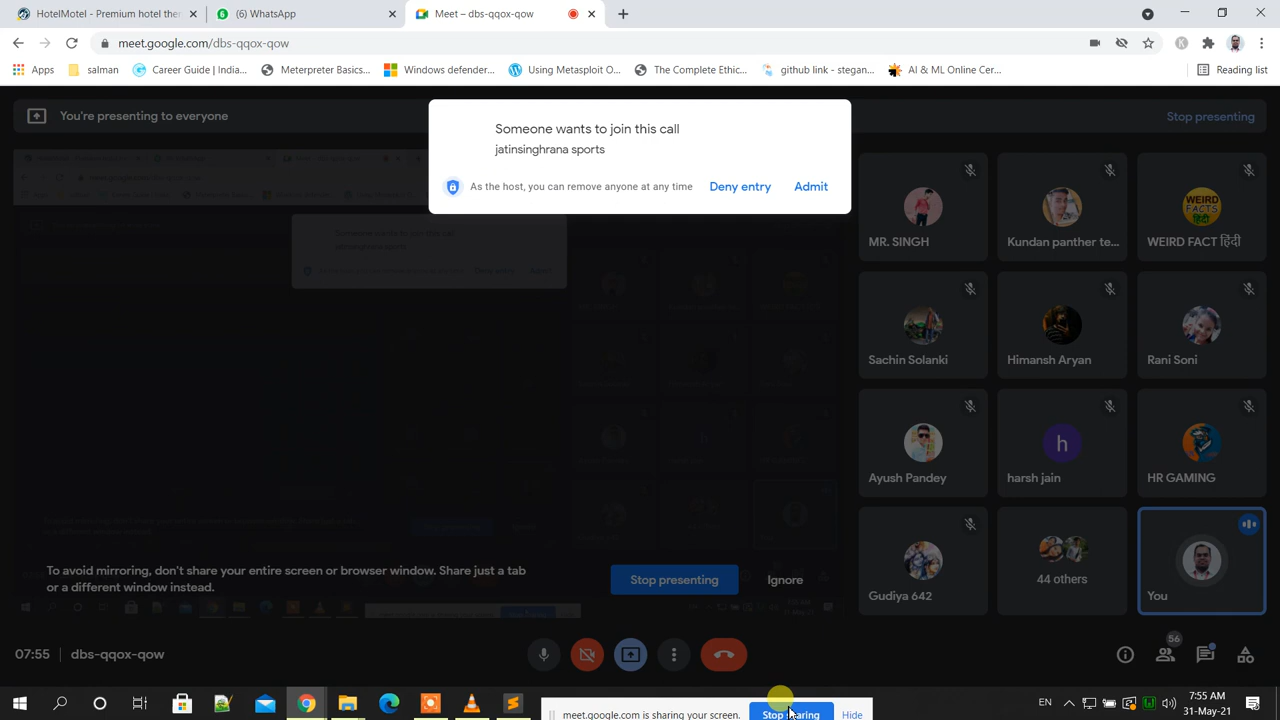 HotelMotel - Premium hotel ther
(6) WhatsApp
Meet – dbs-qqox-qow
meet.google.com/dbs-qqox-qow
Apps
salman
Career Guide | India...
Meterpreter Basics...
Windows defender...
Using Metasploit O...
The Complete Ethic...
github link - stegan...
AI & ML Online Cer...
Reading list
You're presenting to everyone
Stop presenting
Someone wants to join this call
jatinsinghrana sports
As the host, you can remove anyone at any time
Deny entry
Admit
MR. SINGH
Kundan panther te...
WEIRD FACTS हिंदी
WEIRD FACT हिंदी
Sachin Solanki
Himansh Aryan
Rani Soni
Ayush Pandey
h
harsh jain
HR GAMING
Gudiya 642
44 others
You
To avoid mirroring, don't share your entire screen or browser window. Share just a tab
or a different window instead.
Stop presenting
Ignore
07:55 | dbs-qqox-qow
56
meet.google.com is sharing your screen.
Stop sharing
Hide
EN
7:55 AM
31-May-21